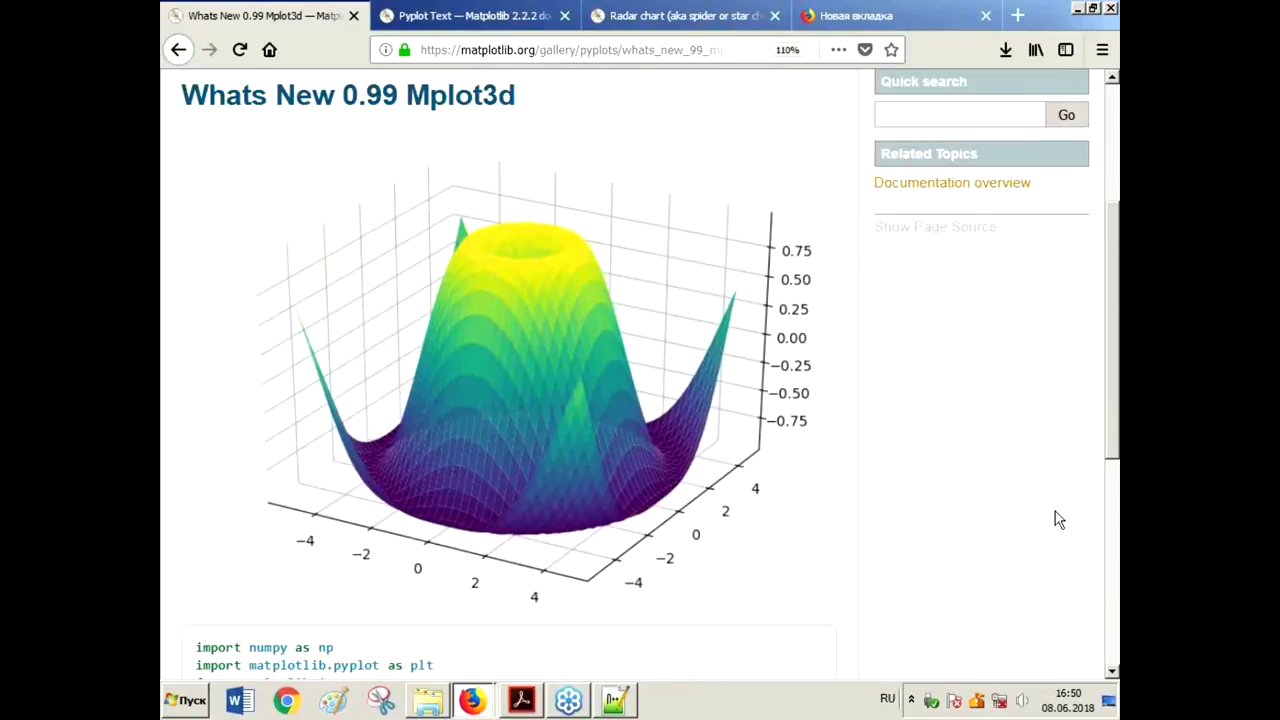 Whats New 0.99 Mplot3d — Matpl
Pyplot Text — Matplotlib 2.2.2 do
Radar chart (aka spider or star ch
Новая вкладка
https://matplotlib.org/gallery/pyplots/whats_new_99_m
110%
Whats New 0.99 Mplot3d
Quick search
Go
Related Topics
Documentation overview
Show Page Source
0.75
0.50
0.25
0.00
−0.25
−0.50
−0.75
4
2
0
−2
−4
−4
−2
0
2
4
import numpy as np
import matplotlib.pyplot as plt
Пуск
RU
16:50
08.06.2018